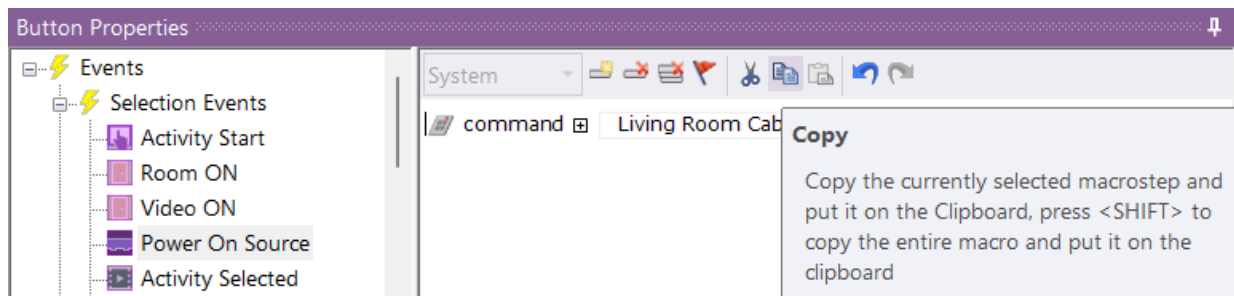 Button Properties
Events
Selection Events
Activity Start
Room ON
Video ON
Power On Source
Activity Selected
System
command Living Room Cab
Copy
Copy the currently selected macrostep and
put it on the Clipboard, press <SHIFT> to
copy the entire macro and put it on the
clipboard